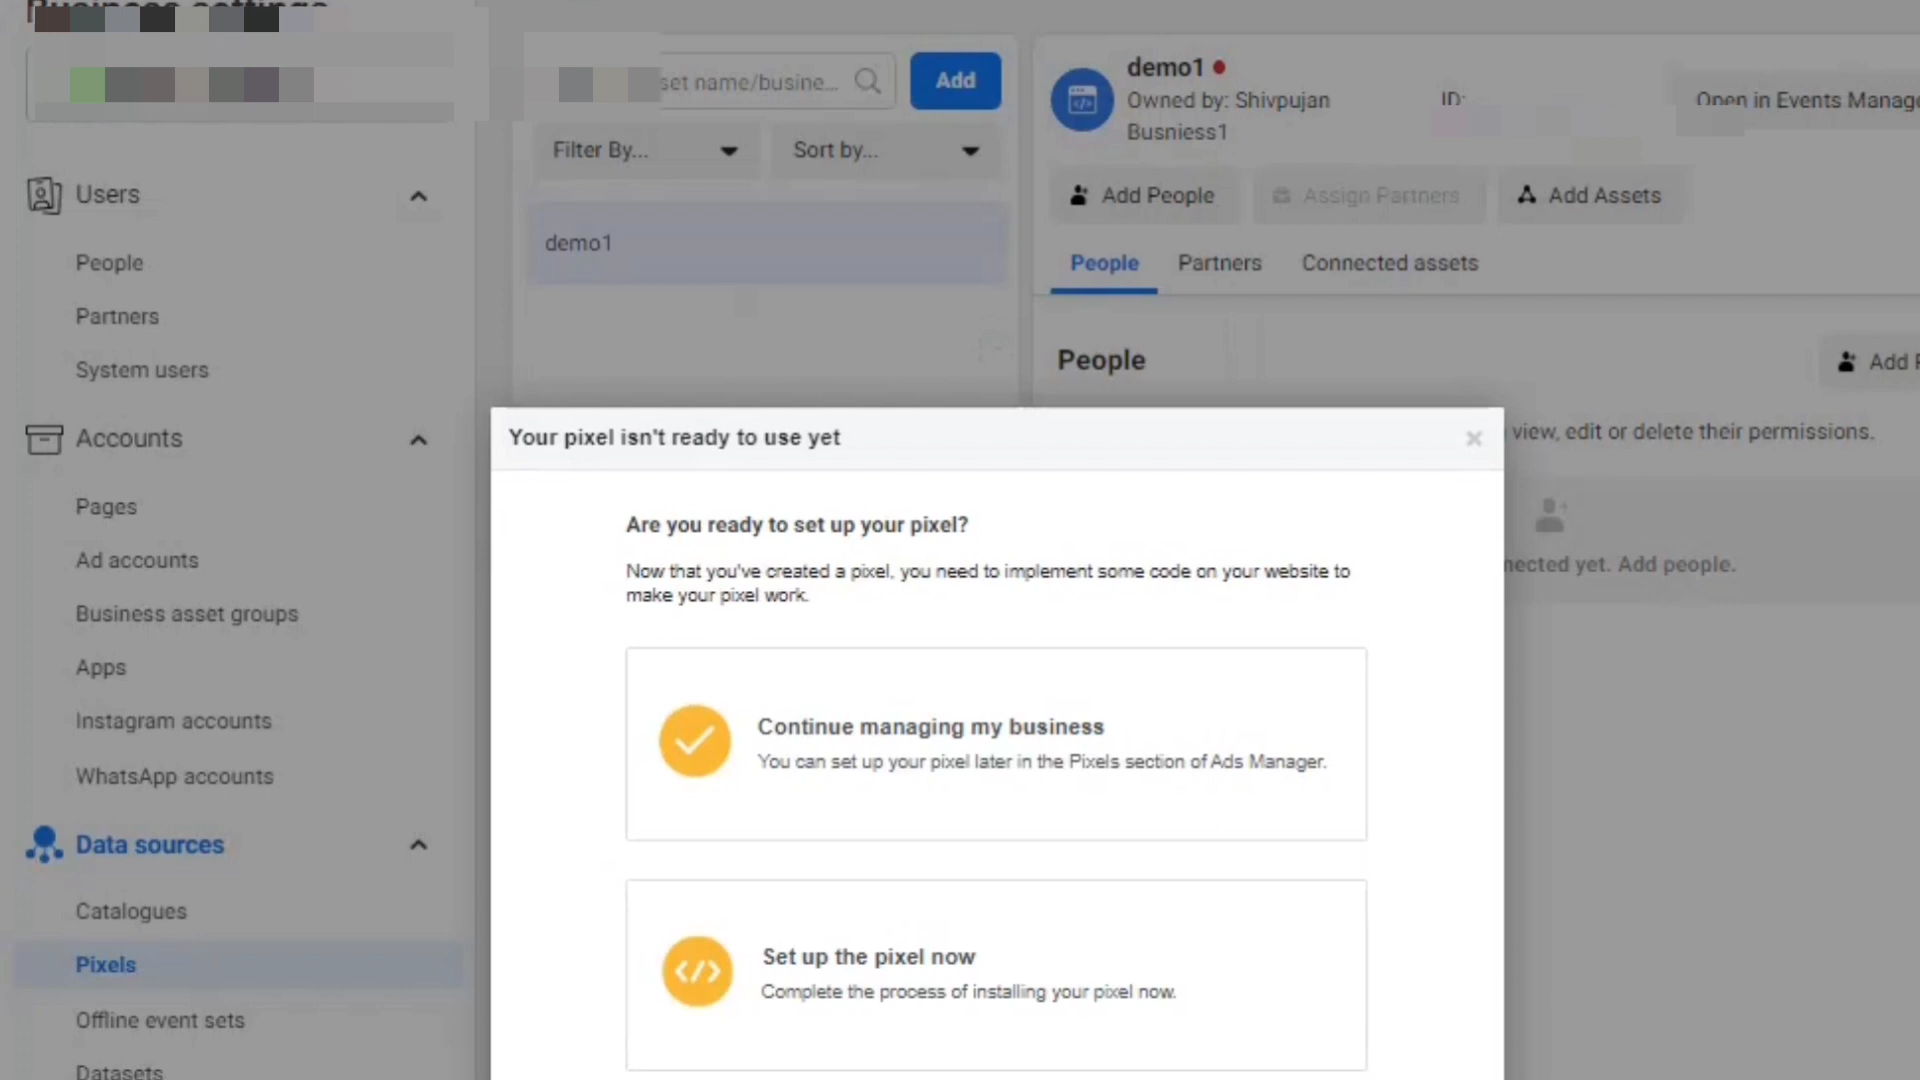 Business settings
set name/busine...
Add
Filter By...
Sort by...
demo1
demo1
Owned by: Shivpujan
Busniess1
ID:
Open in Events Manage
Add People
Assign Partners
Add Assets
People
Partners
Connected assets
People
Add
view, edit or delete their permissions.
nected yet. Add people.
Users
People
Partners
System users
Accounts
Pages
Ad accounts
Business asset groups
Apps
Instagram accounts
WhatsApp accounts
Data sources
Catalogues
Pixels
Offline event sets
Datasets
Your pixel isn't ready to use yet
Are you ready to set up your pixel?
Now that you've created a pixel, you need to implement some code on your website to
make your pixel work.
Continue managing my business
You can set up your pixel later in the Pixels section of Ads Manager.
Set up the pixel now
Complete the process of installing your pixel now.